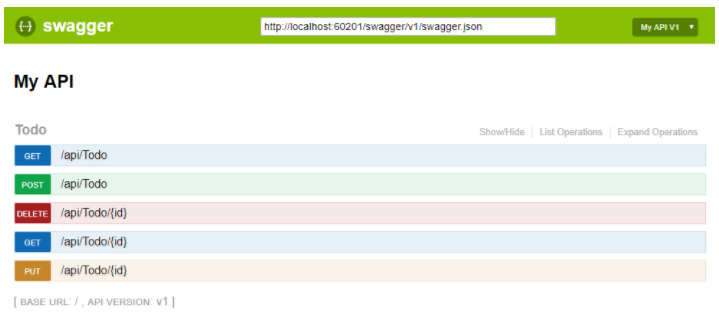 {···} swagger http://localhost:60201/swagger/v1/swagger.json My API V1 ▼
My API
Todo Show/Hide | List Operations | Expand Operations
GET /api/Todo
POST /api/Todo
DELETE /api/Todo/{id}
GET /api/Todo/{id}
PUT /api/Todo/{id}
[ BASE URL: / , API VERSION: V1 ]